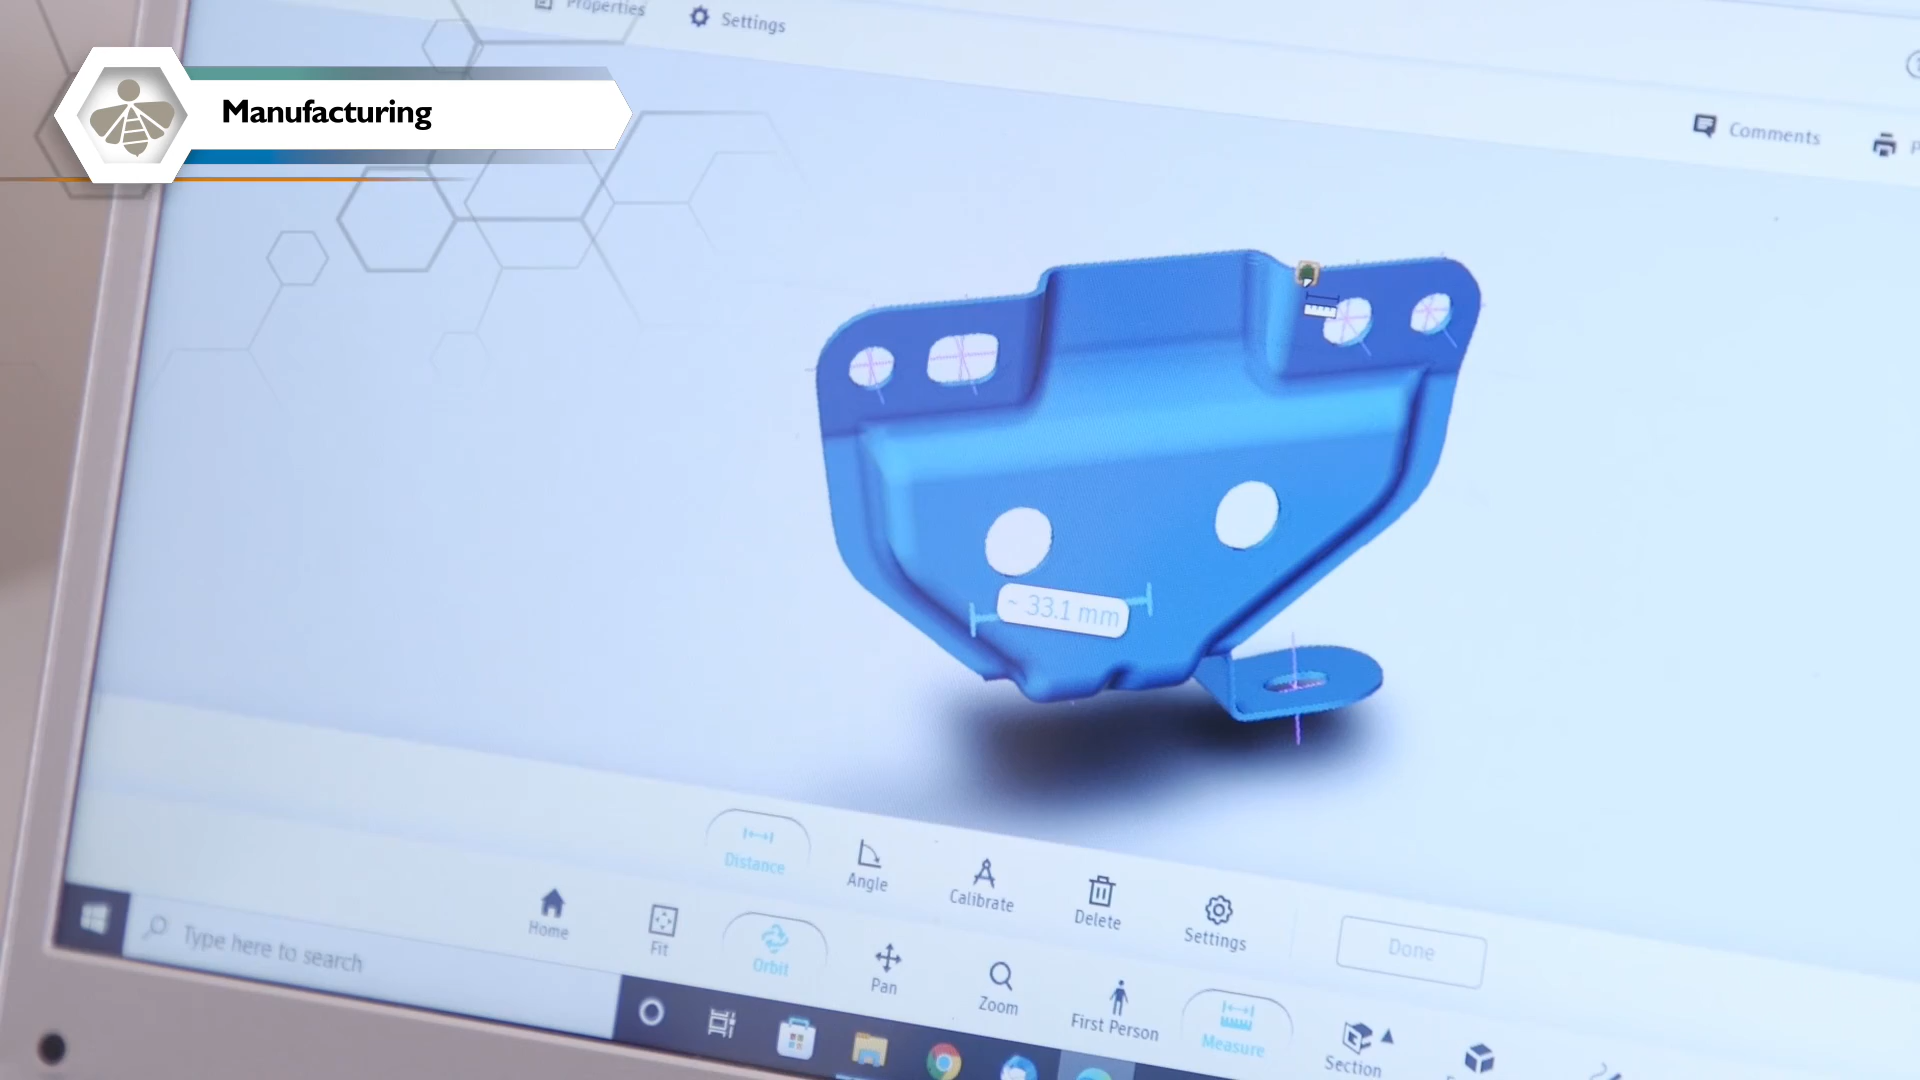 Properties
Settings
Manufacturing
Comments
~ 33.1 mm
Distance
Angle
Calibrate
Delete
Settings
Done
Home
Fit
Orbit
Pan
Zoom
First Person
Measure
Section
Type here to search